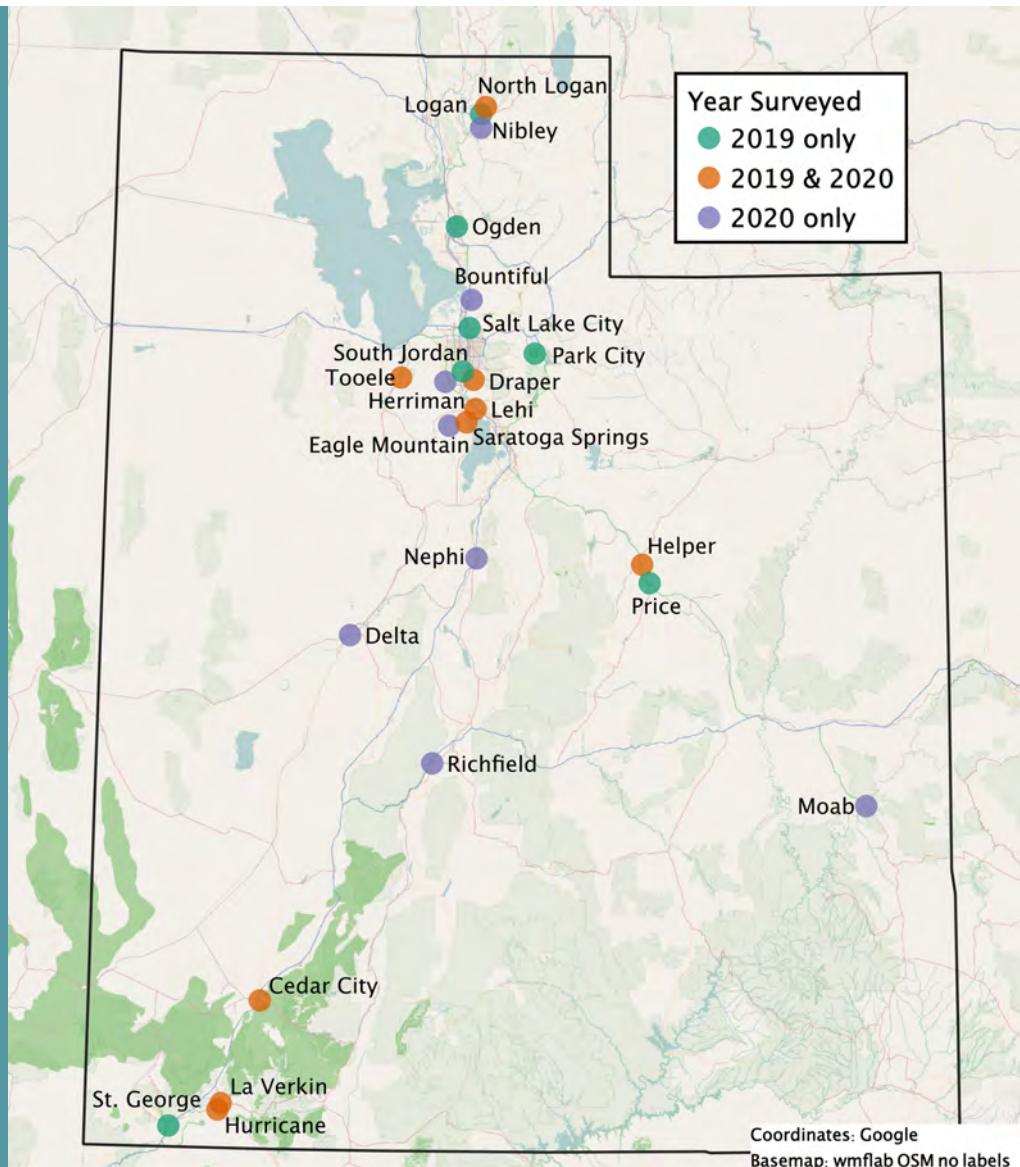 North Logan
Logan
Nibley
Year Surveyed
2019 only
2019 & 2020
2020 only
Ogden
Bountiful
Salt Lake City
South Jordan
Park City
Tooele
Draper
Herriman
Lehi
Eagle Mountain
Saratoga Springs
Nephi
Helper
Price
Delta
Richfield
Moab
Cedar City
La Verkin
St. George
Hurricane
Coordinates: Google
Basemap: wmflab OSM no labels